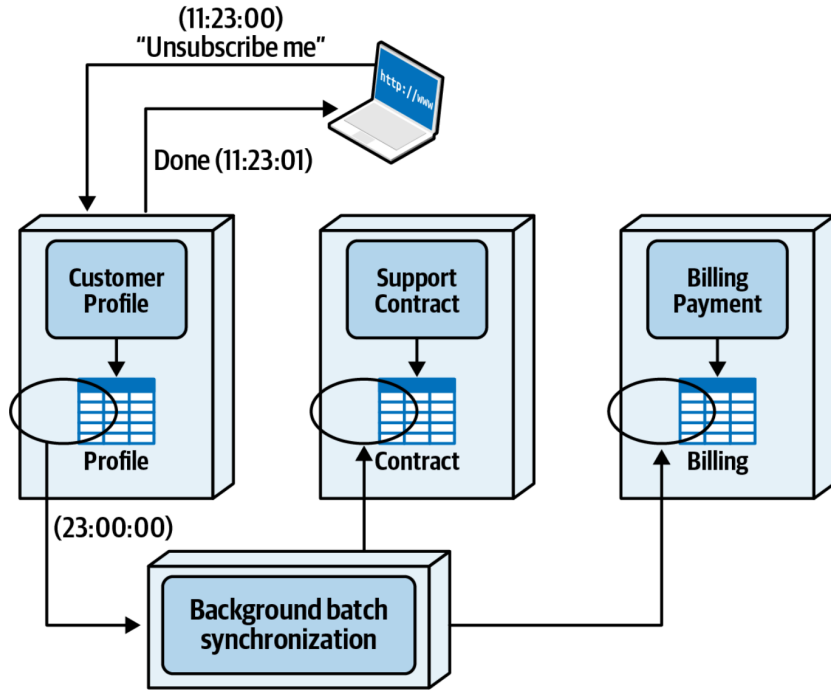 (11:23:00)
“Unsubscribe me”
http://www
Done (11:23:01)
Customer
Profile
Support
Contract
Billing
Payment
Profile
Contract
Billing
(23:00:00)
Background batch
synchronization